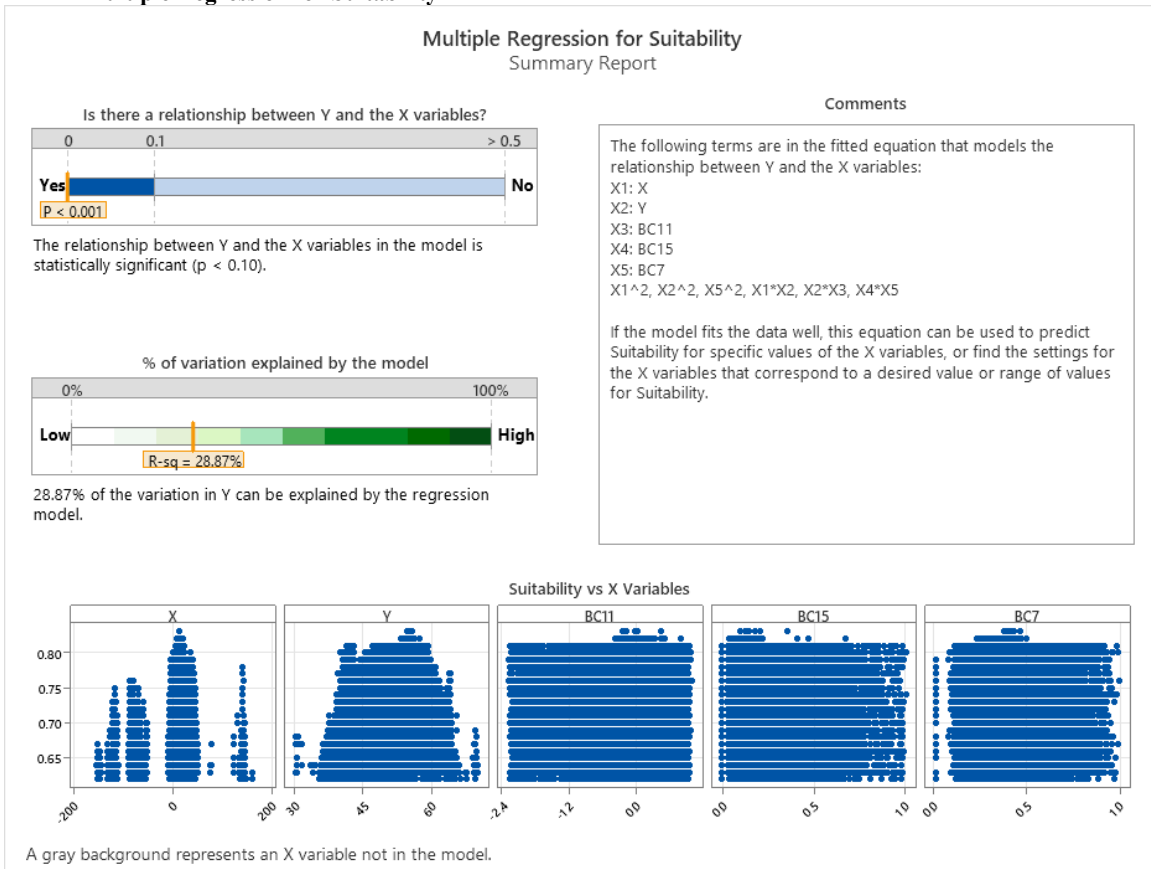 Multiple Regression for Suitability
Summary Report
Is there a relationship between Y and the X variables?
0 0.1 > 0.5
Yes No
P < 0.001
The relationship between Y and the X variables in the model is
statistically significant (p < 0.10).
% of variation explained by the model
0% 100%
Low High
R-sq = 28.87%
28.87% of the variation in Y can be explained by the regression
model.
Comments
The following terms are in the fitted equation that models the
relationship between Y and the X variables:
X1: X
X2: Y
X3: BC11
X4: BC15
X5: BC7
X1^2, X2^2, X5^2, X1*X2, X2*X3, X4*X5
If the model fits the data well, this equation can be used to predict
Suitability for specific values of the X variables, or find the settings for
the X variables that correspond to a desired value or range of values
for Suitability.
Suitability vs X Variables
X Y BC11 BC15 BC7
0.80
0.75
0.70
0.65
-200 0 200 30 45 60 -2.4 -1.2 0.0 0.0 0.5 1.0 0.0 0.5 1.0
A gray background represents an X variable not in the model.